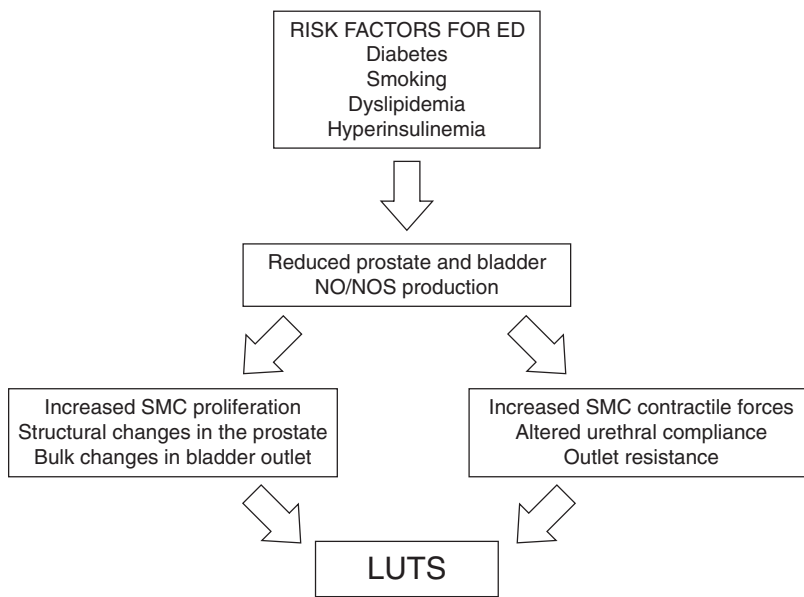 RISK FACTORS FOR ED
Diabetes
Smoking
Dyslipidemia
Hyperinsulinemia
Reduced prostate and bladder
NO/NOS production
Increased SMC proliferation
Structural changes in the prostate
Bulk changes in bladder outlet
Increased SMC contractile forces
Altered urethral compliance
Outlet resistance
LUTS